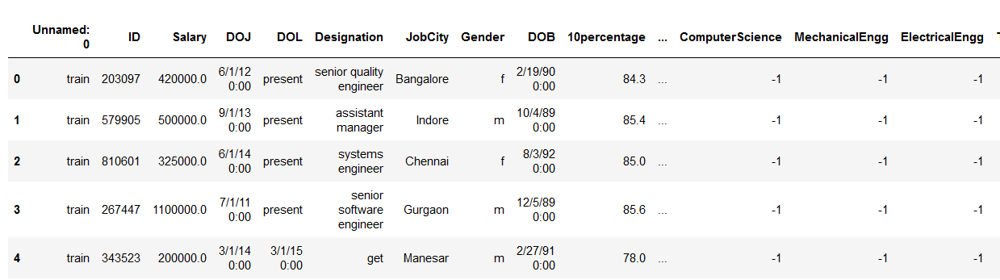 Unnamed: 0 ID Salary DOJ DOL Designation JobCity Gender DOB 10percentage ... ComputerScience MechanicalEngg ElectricalEngg
0 train 203097 420000.0 6/1/12 0:00 present senior quality engineer Bangalore f 2/19/90 0:00 84.3 ... -1 -1 -1
1 train 579905 500000.0 9/1/13 0:00 present assistant manager Indore m 10/4/89 0:00 85.4 ... -1 -1 -1
2 train 810601 325000.0 6/1/14 0:00 present systems engineer Chennai f 8/3/92 0:00 85.0 ... -1 -1 -1
3 train 267447 1100000.0 7/1/11 0:00 present senior software engineer Gurgaon m 12/5/89 0:00 85.6 ... -1 -1 -1
4 train 343523 200000.0 3/1/14 0:00 3/1/15 0:00 get Manesar m 2/27/91 0:00 78.0 ... -1 -1 -1